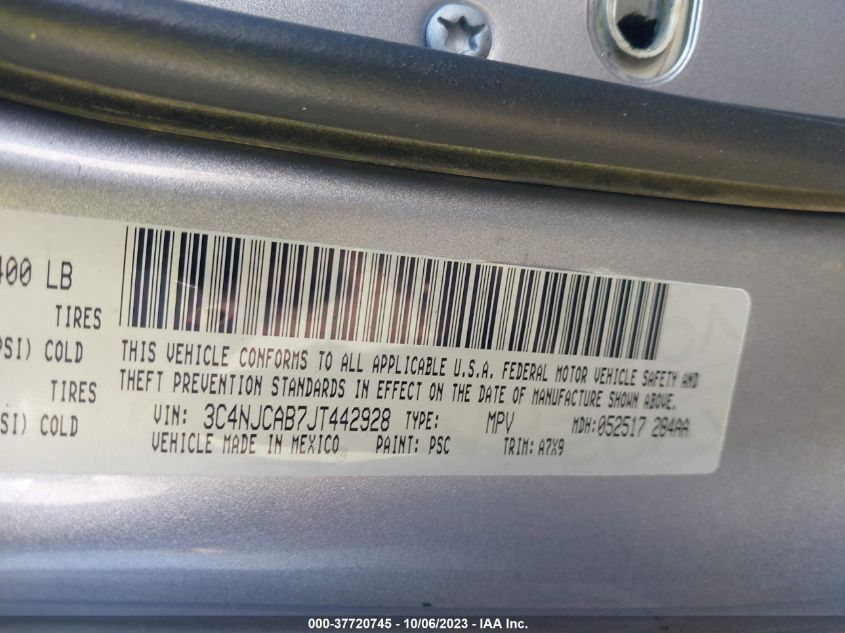 400 LB
TIRES
PSI) COLD
TIRES
SI) COLD
THIS VEHICLE CONFORMS TO ALL APPLICABLE U.S.A. FEDERAL MOTOR VEHICLE SAFETY AND
THEFT PREVENTION STANDARDS IN EFFECT ON THE DATE OF MANUFACTURE SHOWN ABOVE.
VIN: 3C4NJCAB7JT442928 TYPE: MPV MDH:052517 284AA
VEHICLE MADE IN MEXICO PAINT: PSC TRIM: A7X9
000-37720745 - 10/06/2023 - IAA Inc.